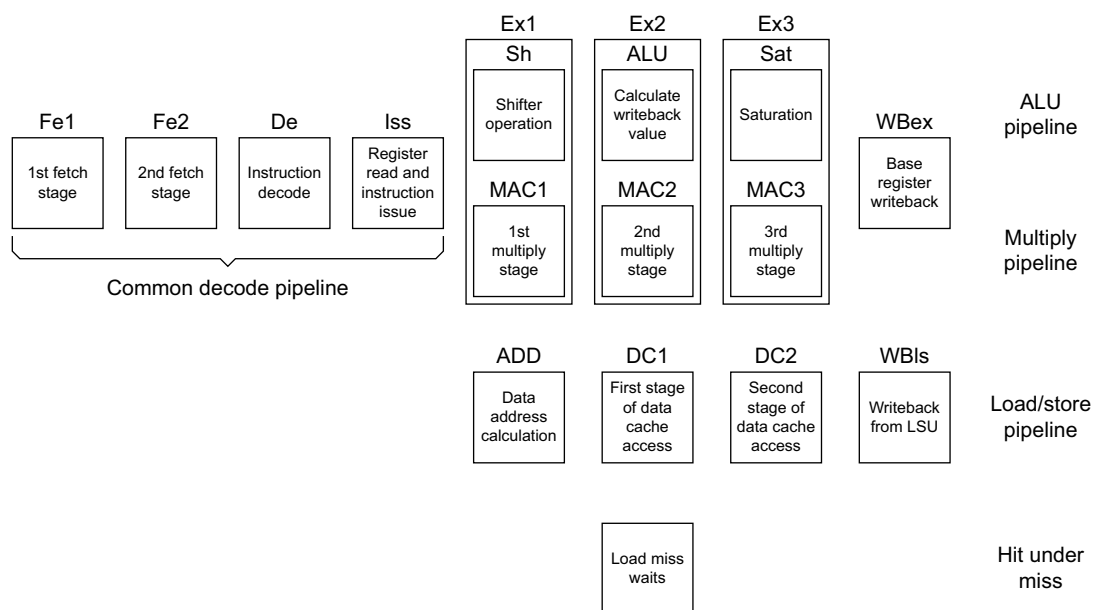 Ex1
Ex2
Ex3
Sh
ALU
Sat
Shifter
operation
Calculate
writeback
value
Saturation
ALU
pipeline
Fe1
Fe2
De
Iss
WBex
1st fetch
stage
2nd fetch
stage
Instruction
decode
Register
read and
instruction
issue
Base
register
writeback
MAC1
MAC2
MAC3
1st
multiply
stage
2nd
multiply
stage
3rd
multiply
stage
Multiply
pipeline
Common decode pipeline
ADD
DC1
DC2
WBls
Data
address
calculation
First stage
of data
cache
access
Second
stage of
data cache
access
Writeback
from LSU
Load/store
pipeline
Load miss
waits
Hit under
miss